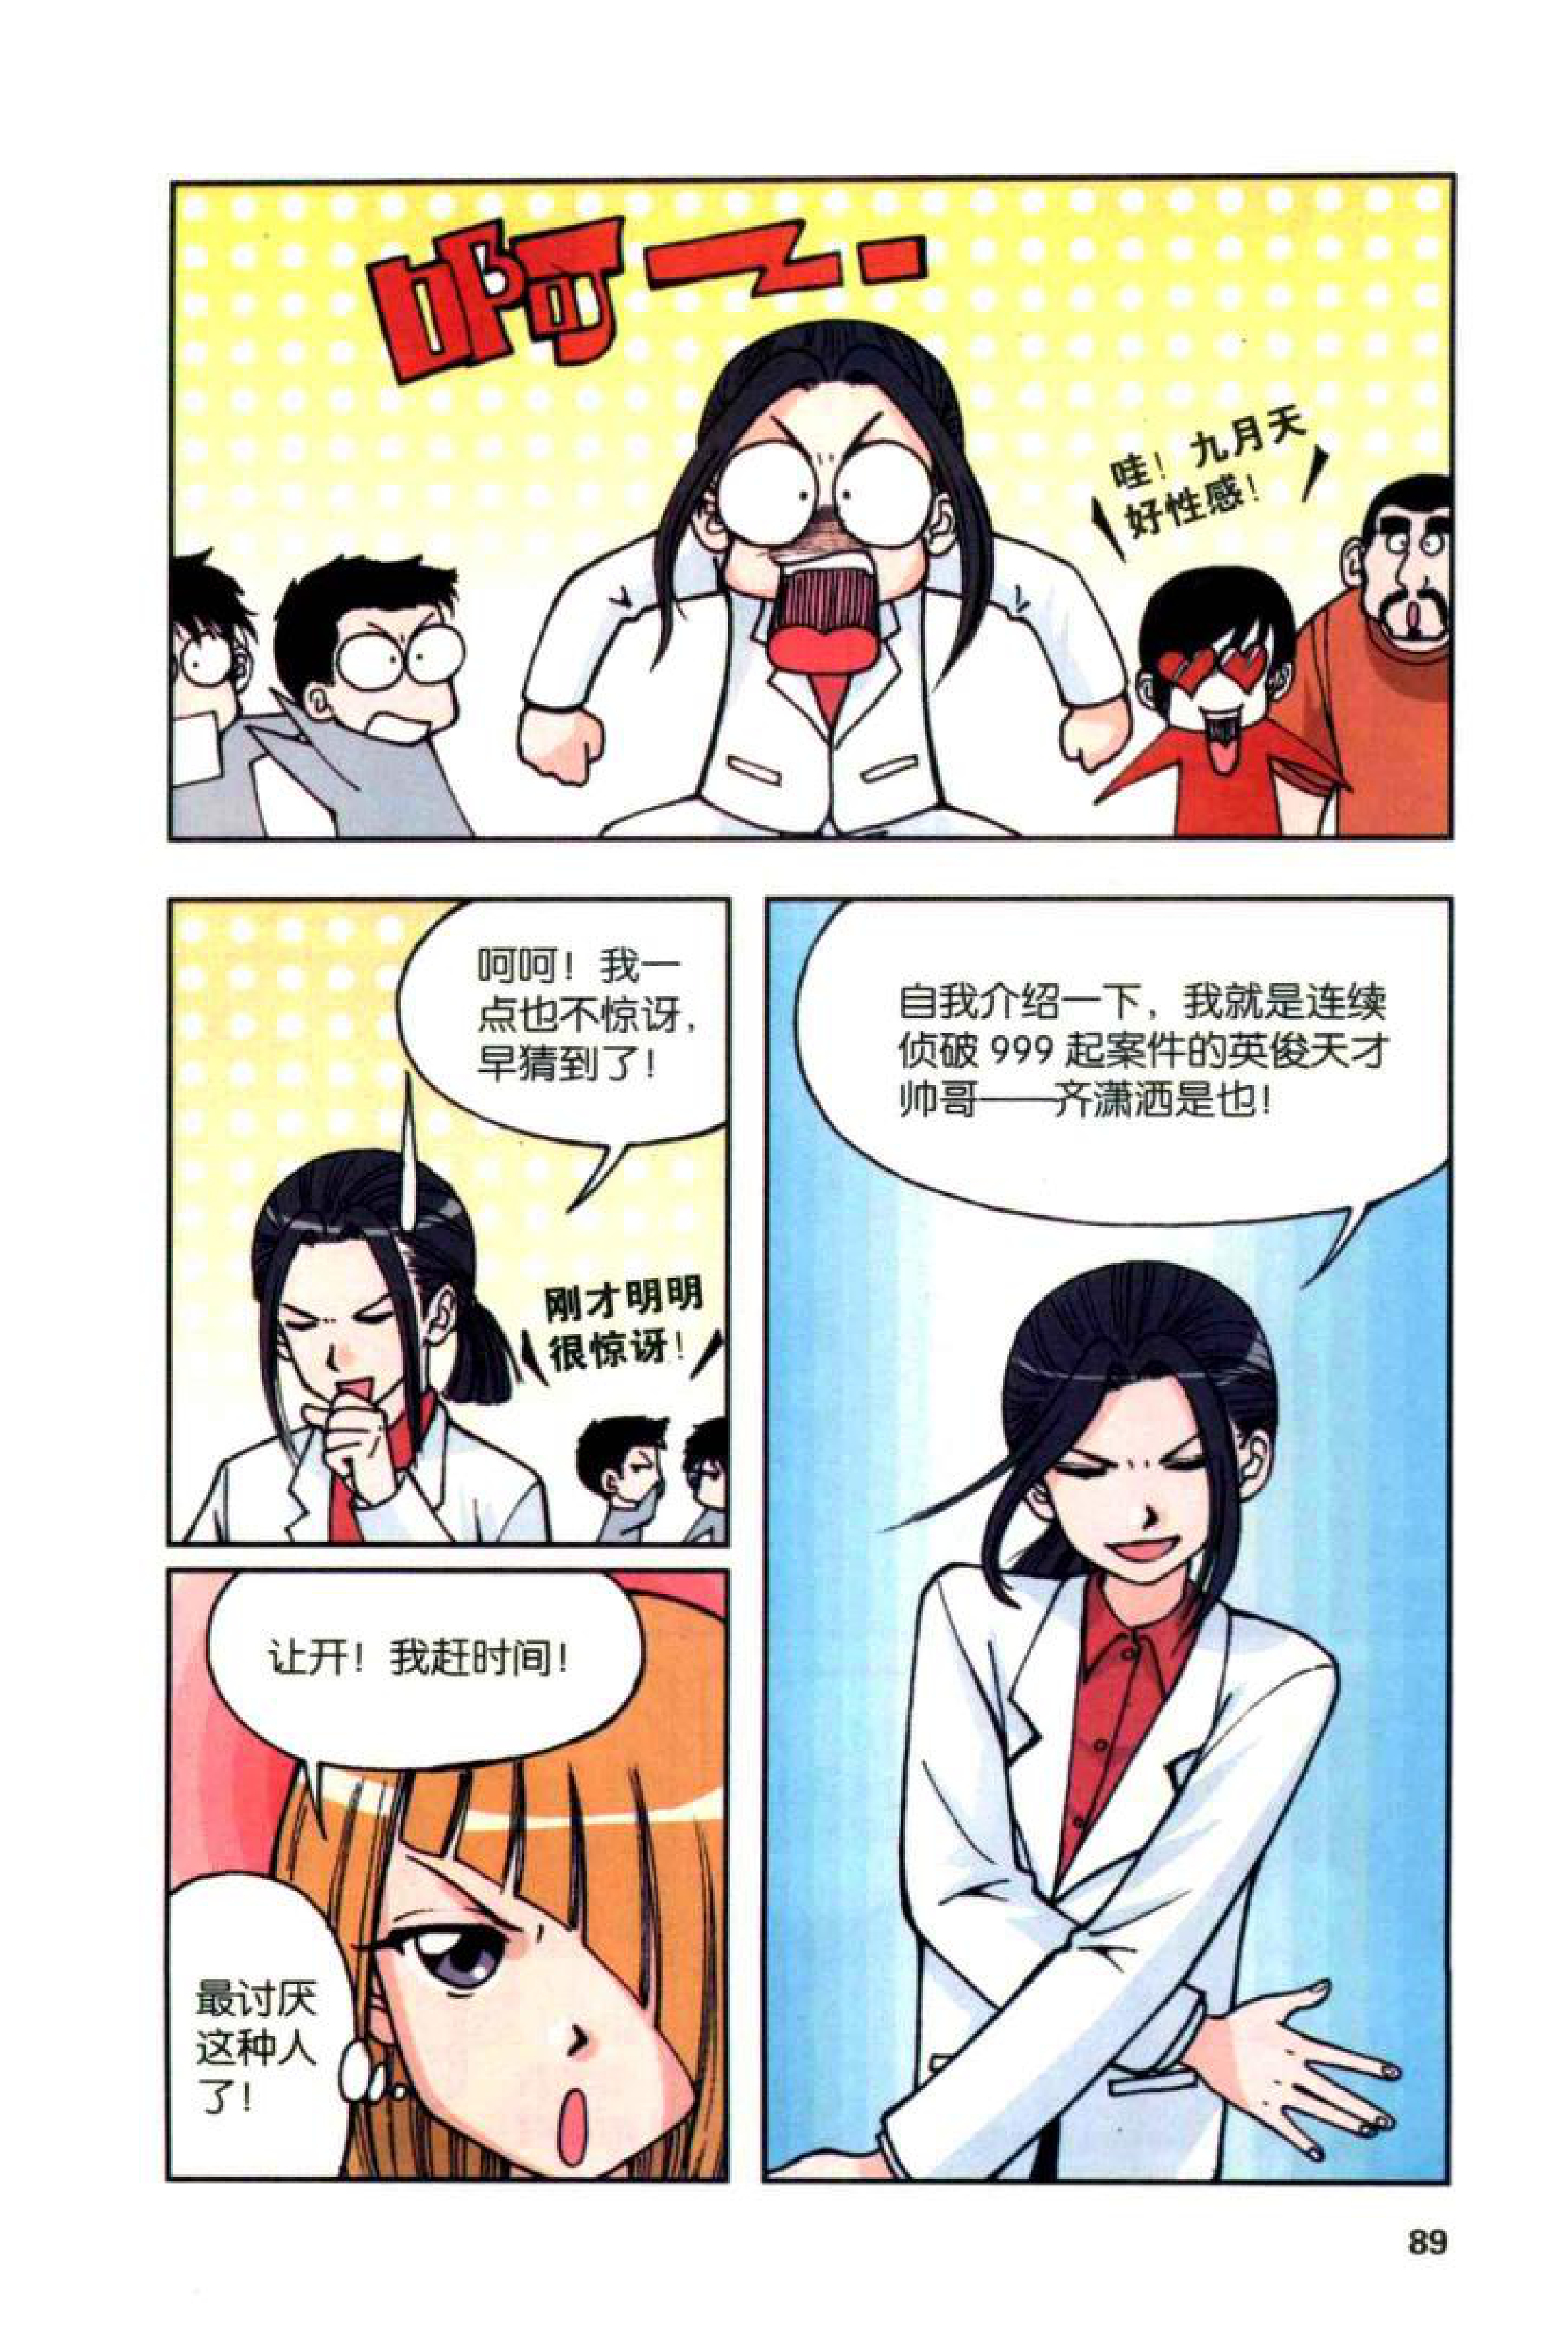 啊——
哇！九月天
好性感！
呵呵！我一
点也不惊讶，
早猜到了！
刚才明明
很惊讶！
自我介绍一下，我就是连续
侦破 999 起案件的英俊天才
帅哥——齐潇洒是也！
让开！我赶时间！
最讨厌
这种人
了！
89